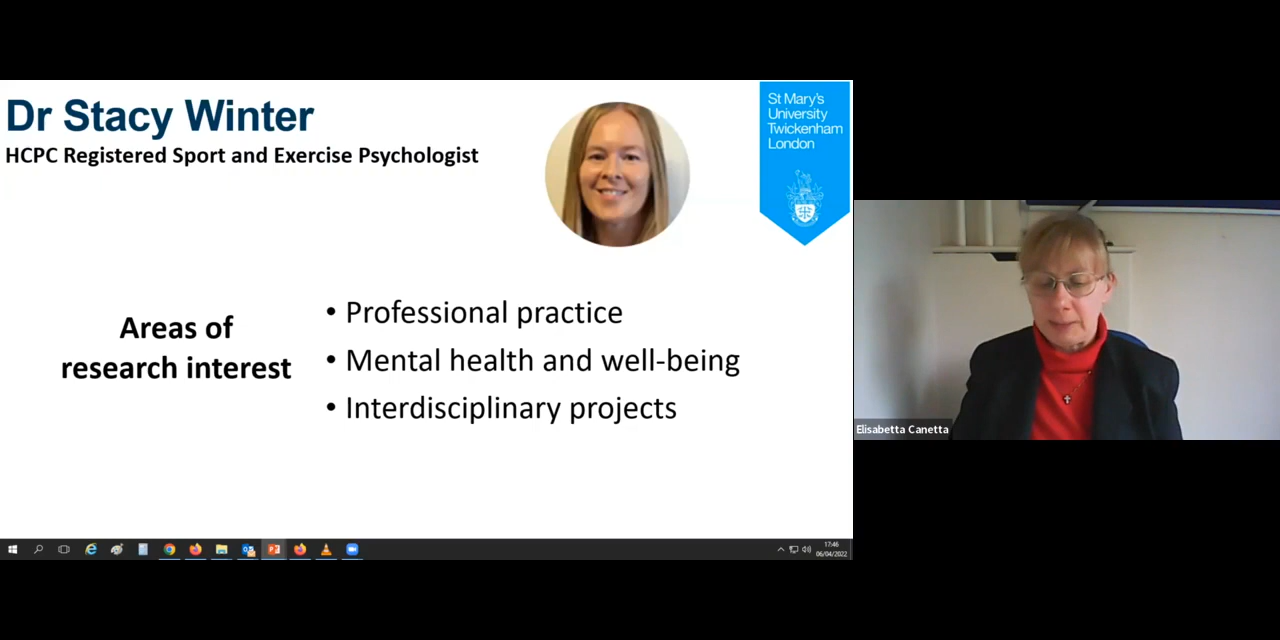 Dr Stacy Winter
HCPC Registered Sport and Exercise Psychologist
St Mary's
University
Twickenham
London
Areas of
research interest
• Professional practice
• Mental health and well-being
• Interdisciplinary projects
Elisabetta Canetta
17:46
06/04/2022